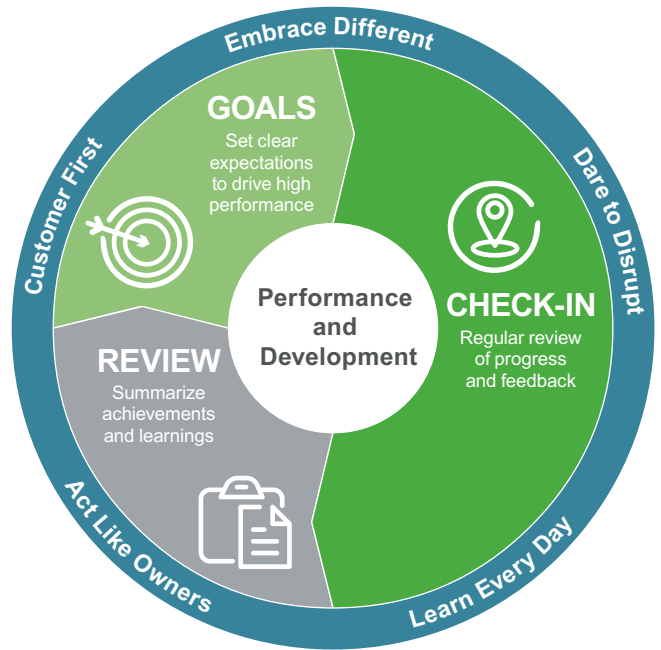 Embrace Different
Dare to Disrupt
Learn Every Day
Act Like Owners
Customer First
GOALS
Set clear
expectations
to drive high
performance
CHECK-IN
Regular review
of progress
and feedback
REVIEW
Summarize
achievements
and learnings
Performance
and
Development